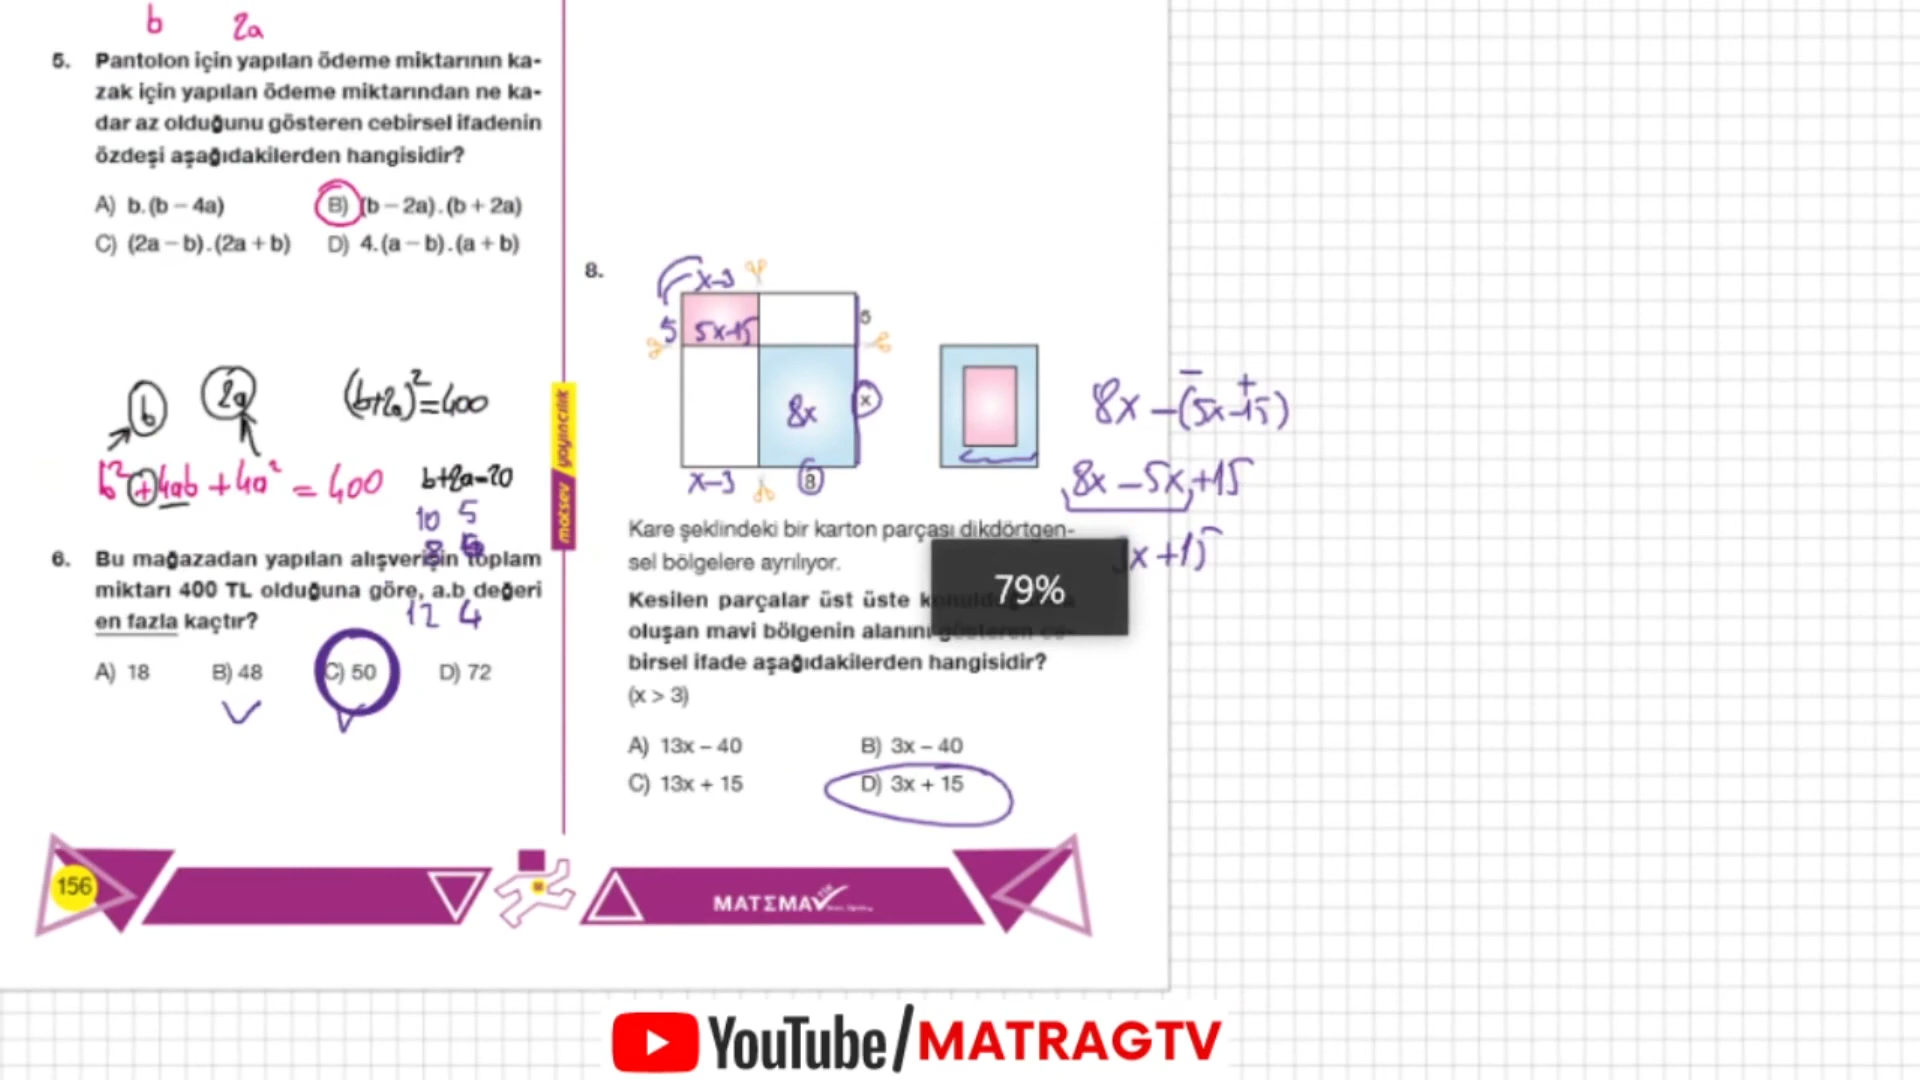 b 2a
5. Pantolon için yapılan ödeme miktarının ka-
zak için yapılan ödeme miktarından ne ka-
dar az olduğunu gösteren cebirsel ifadenin
özdeşi aşağıdakilerden hangisidir?
A) b.(b – 4a) B) (b – 2a).(b + 2a)
C) (2a – b).(2a + b) D) 4.(a – b).(a + b)
b 2a (b+2a)²=400
b²+4ab+4a² = 400 b+2a=20
10 5
8
6. Bu mağazadan yapılan alışverişin toplam
miktarı 400 TL olduğuna göre, a.b değeri
12 4
en fazla kaçtır?
A) 18 B) 48 C) 50 D) 72
156
matsev yayıncılık
8.
x-3
5 5x-15 5
8x x
x-3 8
8x -(5x-15)
- +
8x -5x+15
x+15
Kare şeklindeki bir karton parçası dikdörtgen-
sel bölgelere ayrılıyor.
Kesilen parçalar üst üste
oluşan mavi bölgenin alanını
birsel ifade aşağıdakilerden hangisidir?
(x > 3)
79%
A) 13x – 40 B) 3x – 40
C) 13x + 15 D) 3x + 15
MATΣMAV
YouTube/MATRAGTV